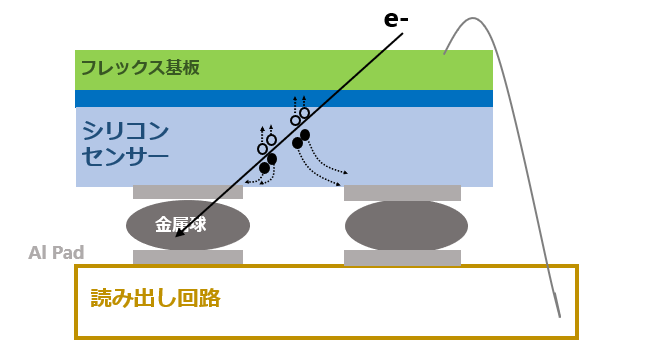 e-
フレックス基板
シリコン
センサー
金属球
Al Pad
読み出し回路